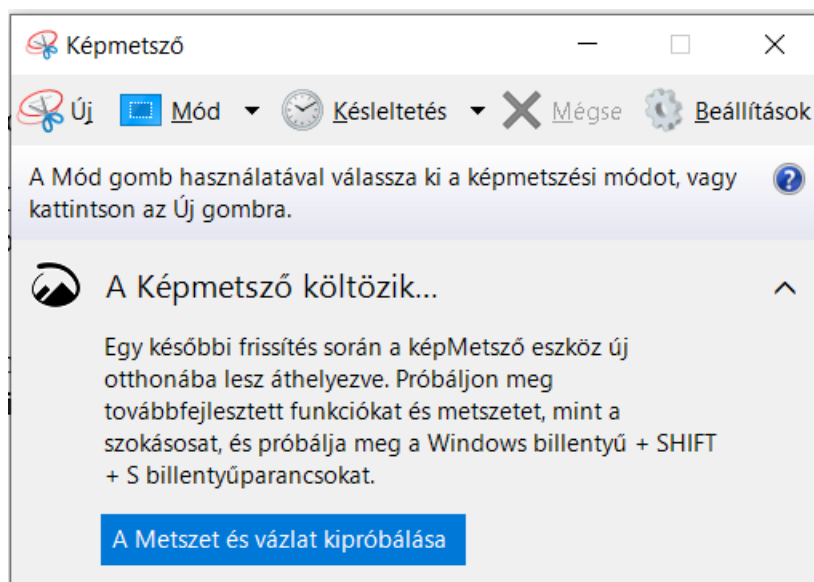 Képmetsző
Új Mód Késleltetés Mégse Beállítások
A Mód gomb használatával válassza ki a képmetszési módot, vagy
kattintson az Új gombra.
A Képmetsző költözik...
Egy későbbi frissítés során a képMetsző eszköz új
otthonába lesz áthelyezve. Próbáljon meg
továbbfejlesztett funkciókat és metszetet, mint a
szokásosat, és próbálja meg a Windows billentyű + SHIFT
+ S billentyűparancsokat.
A Metszet és vázlat kipróbálása